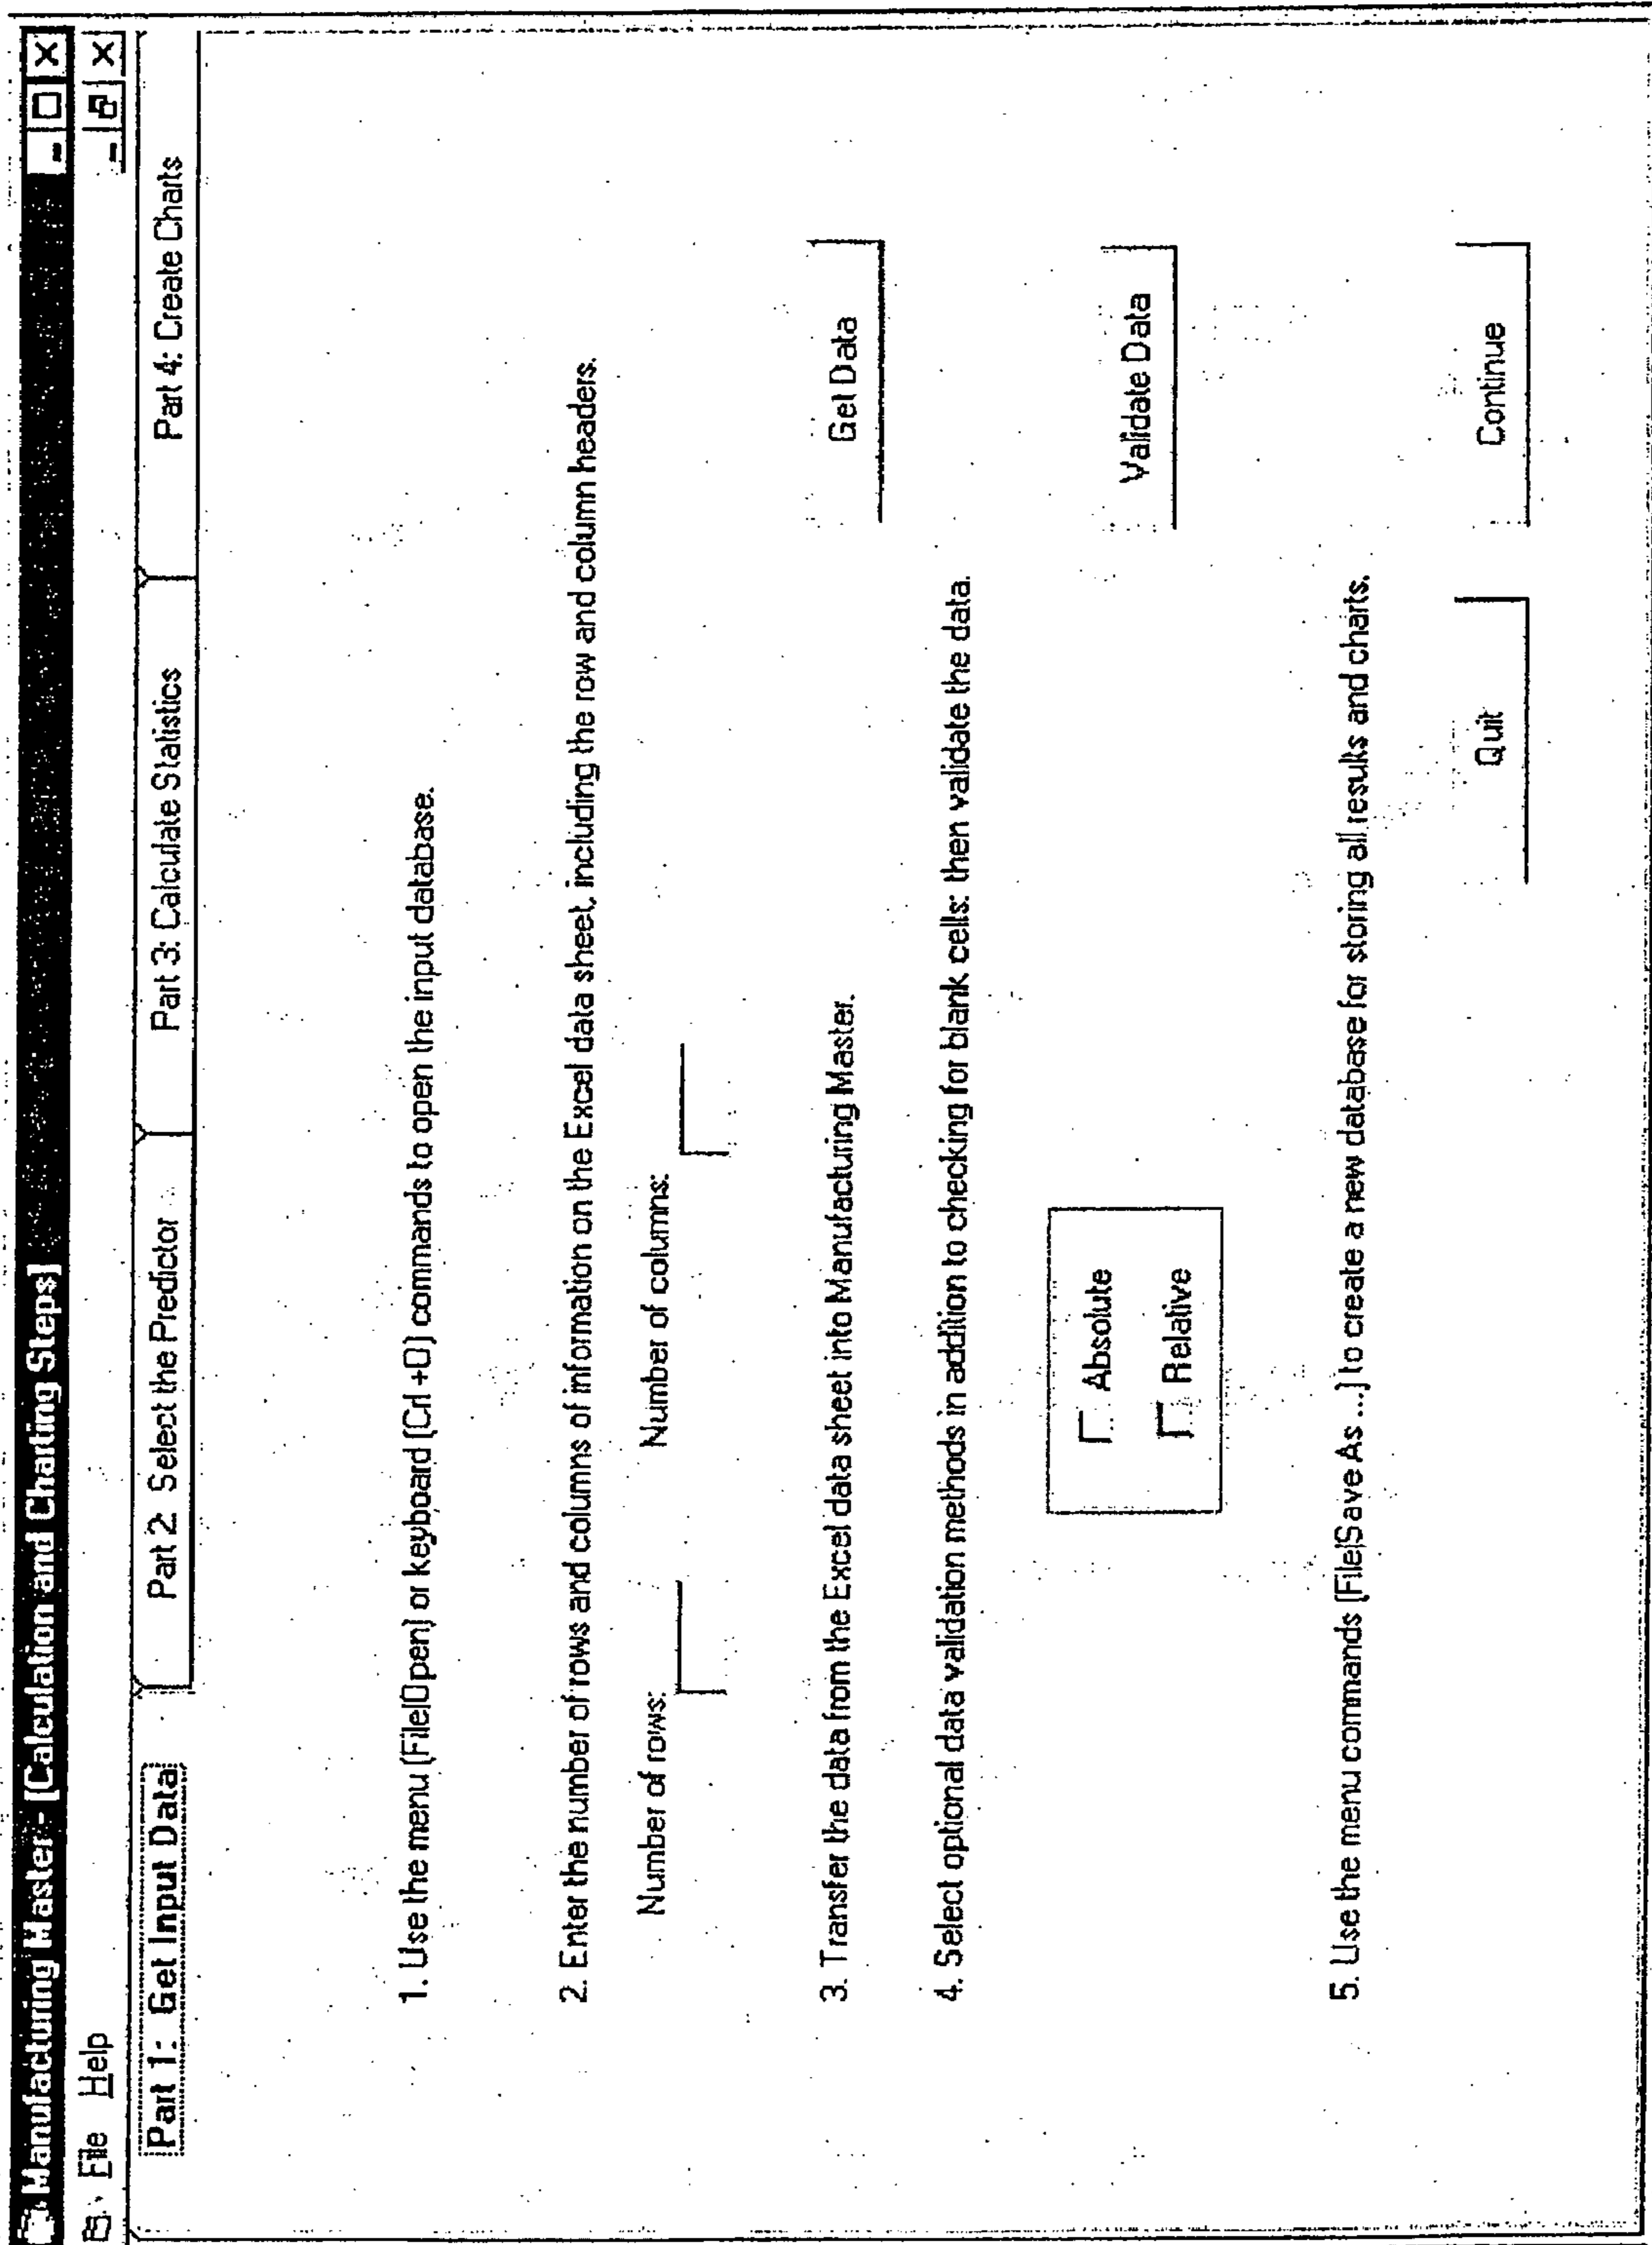 Manufacturing Master - [Calculation and Charting Steps]
File Help
Part 1: Get Input Data
Part 2: Select the Predictor
Part 3: Calculate Statistics
Part 4: Create Charts
1. Use the menu (File|Open) or keyboard (Crl +O) commands to open the input database.
2. Enter the number of rows and columns of information on the Excel data sheet, including the row and column headers.
Number of rows:
Number of columns:
3. Transfer the data from the Excel data sheet into Manufacturing Master.
Get Data
4. Select optional data validation methods in addition to checking for blank cells: then validate the data.
Absolute
Relative
Validate Data
5. Use the menu commands (File|Save As ...) to create a new database for storing all results and charts.
Quit
Continue